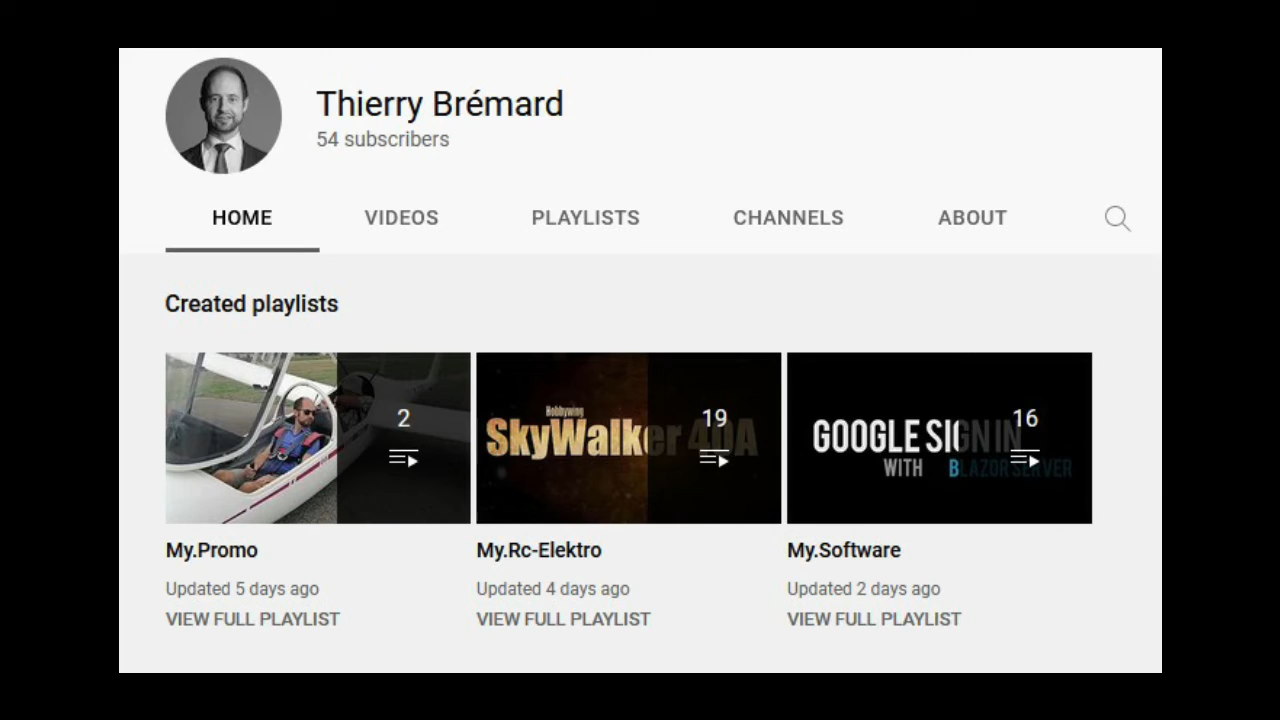 Thierry Brémard
54 subscribers
HOME VIDEOS PLAYLISTS CHANNELS ABOUT
Created playlists
2
Hobbywing
SkyWalker 40A
19
GOOGLE SIGN IN
WITH BLAZOR SERVER
16
My.Promo My.Rc-Elektro My.Software
Updated 5 days ago Updated 4 days ago Updated 2 days ago
VIEW FULL PLAYLIST VIEW FULL PLAYLIST VIEW FULL PLAYLIST